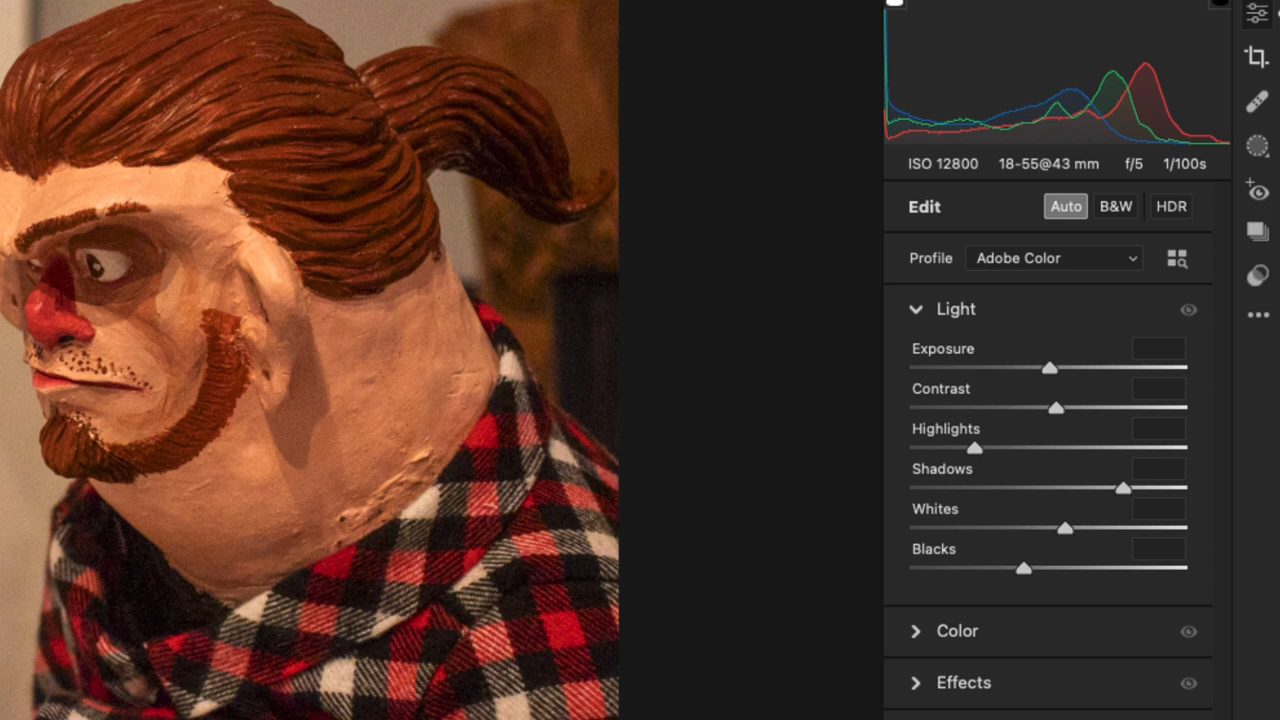 ISO 12800 18-55@43 mm f/5 1/100s
Edit Auto B&W HDR
Profile Adobe Color
Light
Exposure
Contrast
Highlights
Shadows
Whites
Blacks
Color
Effects